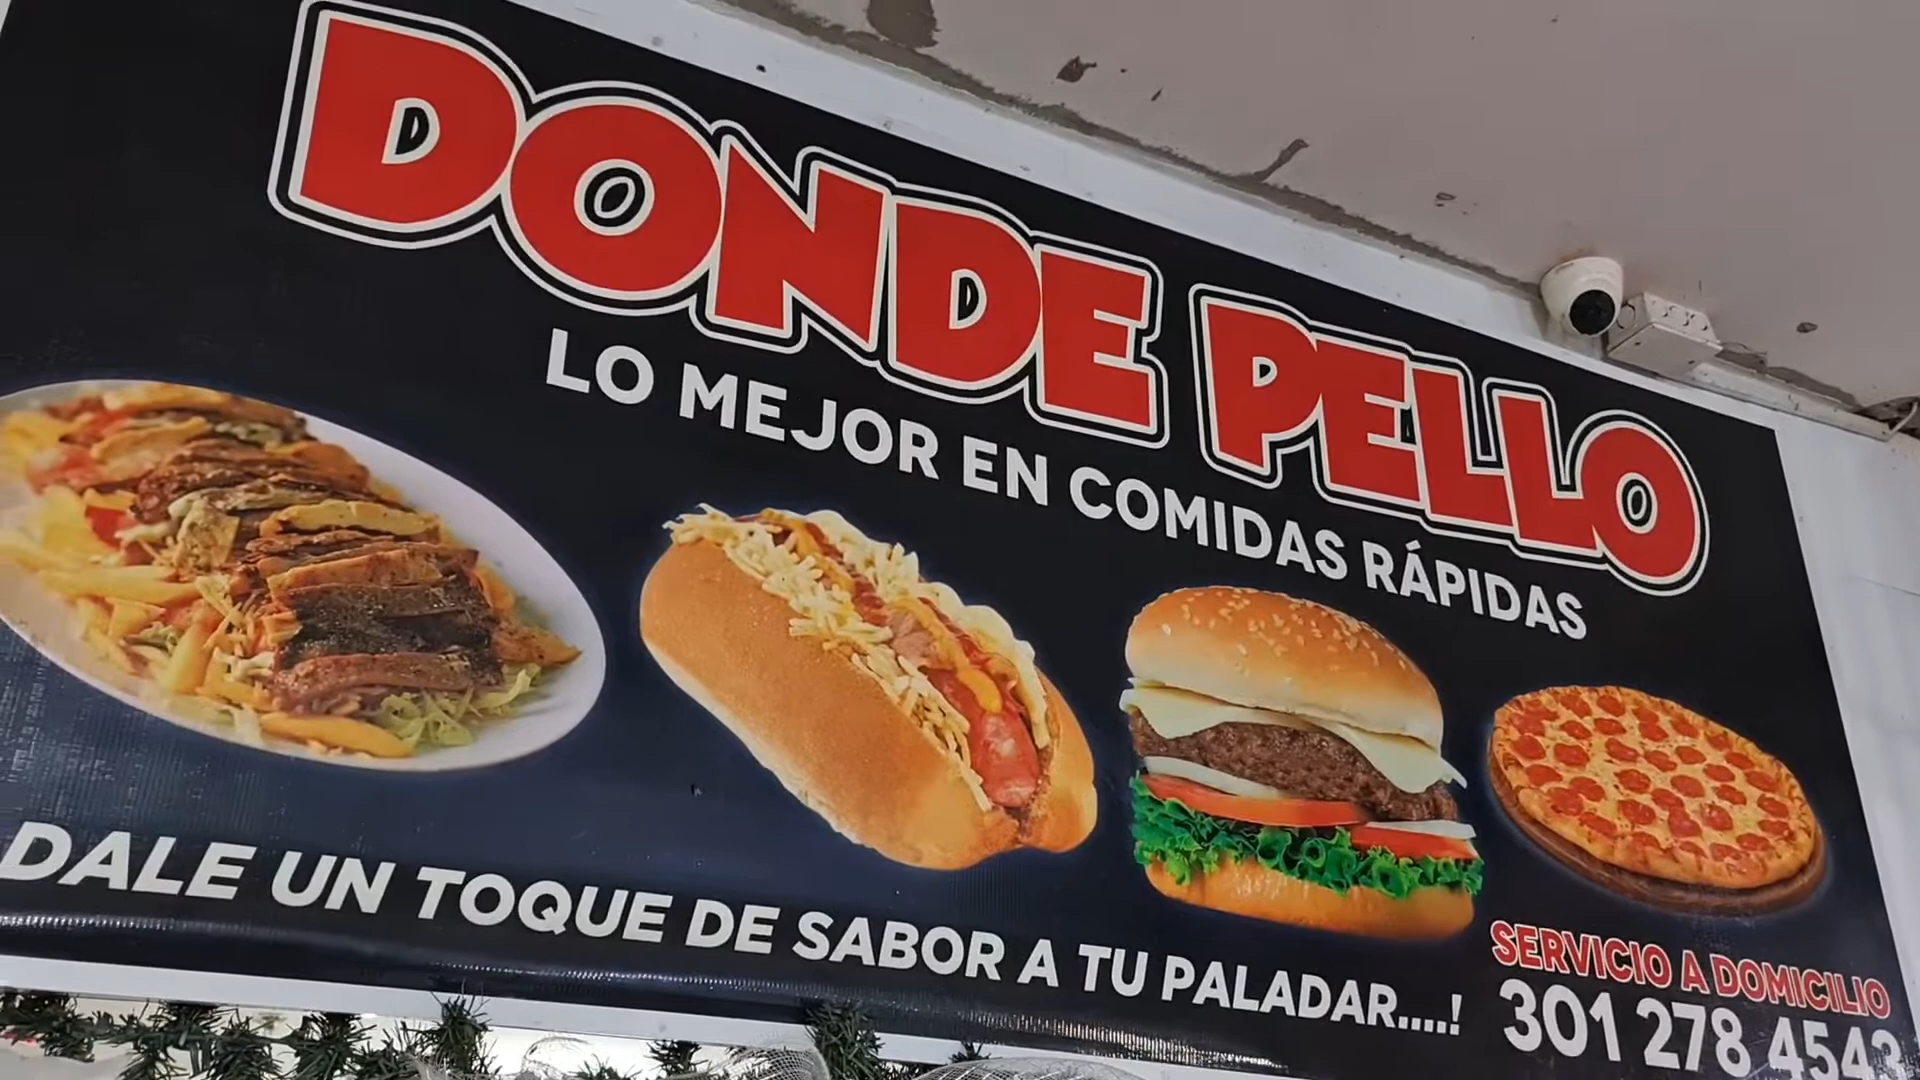 DONDE PELLO
LO MEJOR EN COMIDAS RÁPIDAS
DALE UN TOQUE DE SABOR A TU PALADAR....!
SERVICIO A DOMICILIO
301 278 4543